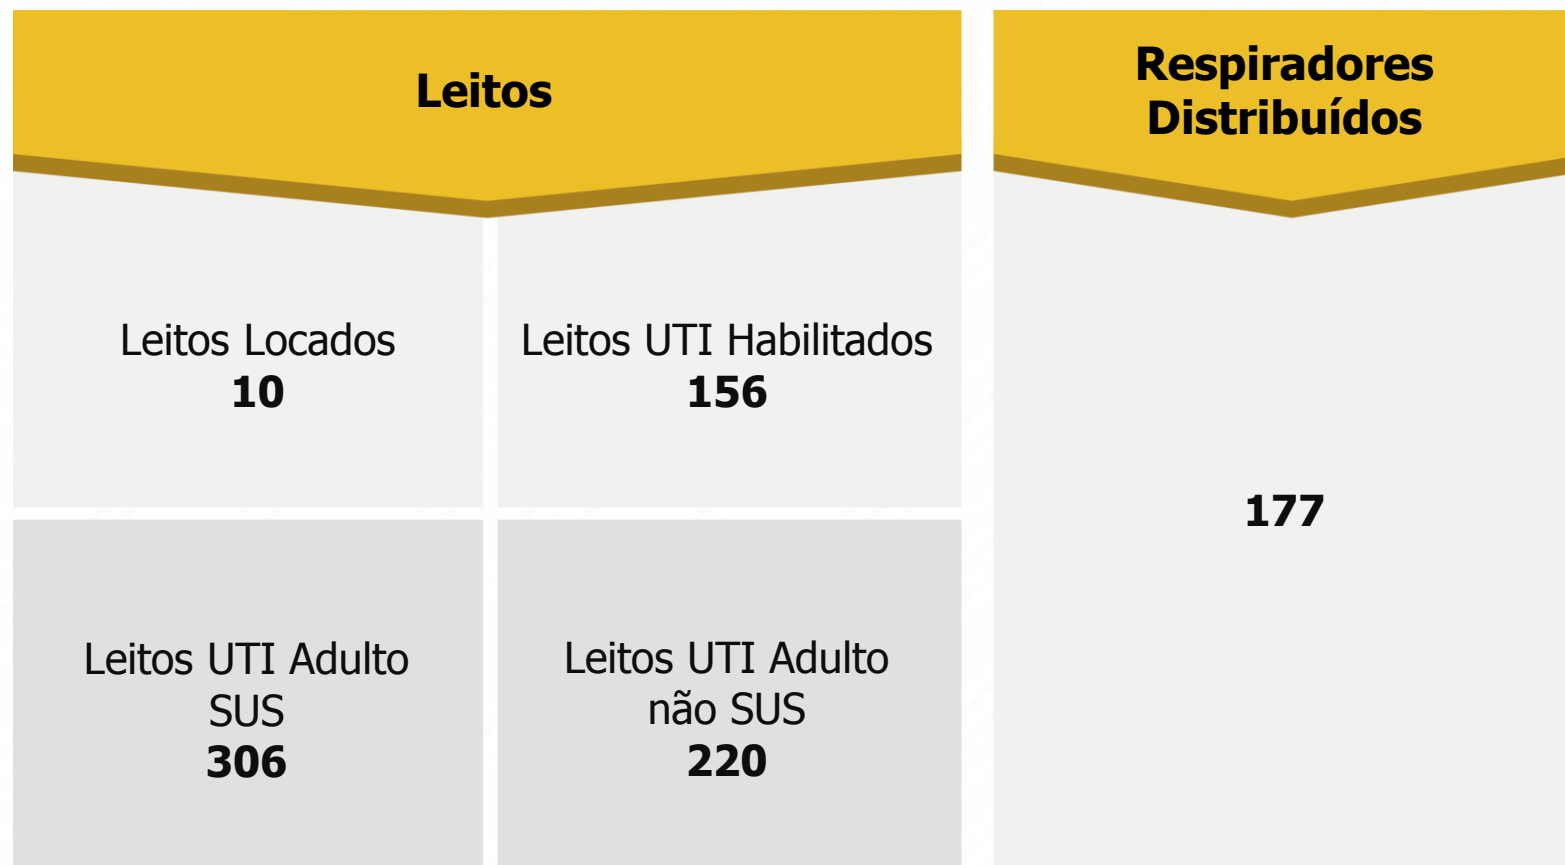 Leitos
Leitos Locados
10
Leitos UTI Habilitados
156
Leitos UTI Adulto
SUS
306
Leitos UTI Adulto
não SUS
220
Respiradores
Distribuídos
177